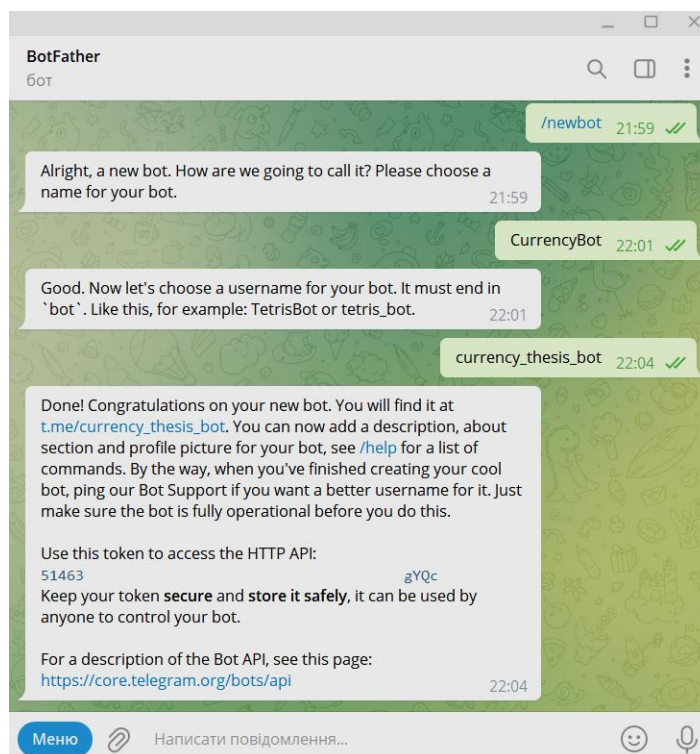 BotFather
бот
/newbot 21:59
Alright, a new bot. How are we going to call it? Please choose a
name for your bot.
21:59
CurrencyBot 22:01
Good. Now let's choose a username for your bot. It must end in
`bot`. Like this, for example: TetrisBot or tetris_bot.
22:01
currency_thesis_bot 22:04
Done! Congratulations on your new bot. You will find it at
t.me/currency_thesis_bot. You can now add a description, about
section and profile picture for your bot, see /help for a list of
commands. By the way, when you've finished creating your cool
bot, ping our Bot Support if you want a better username for it. Just
make sure the bot is fully operational before you do this.
Use this token to access the HTTP API:
51463 gYQc
Keep your token secure and store it safely, it can be used by
anyone to control your bot.
For a description of the Bot API, see this page:
https://core.telegram.org/bots/api
22:04
Меню Написати повідомлення...